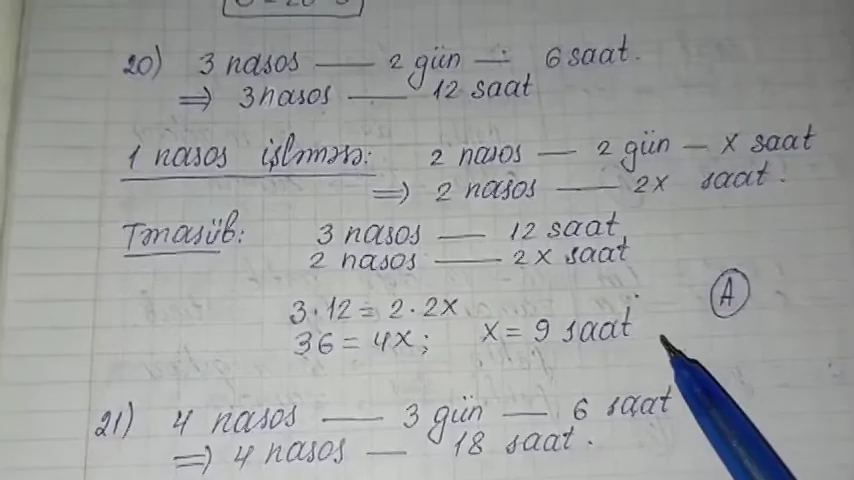 20) 3 nasos — 2 gün — 6 saat.
⇒ 3 nasos — 12 saat
1 nasos işləməsə: 2 nasos — 2 gün — x saat
⇒ 2 nasos — 2x saat.
Tənasüb: 3 nasos — 12 saat
2 nasos — 2x saat
3·12 = 2·2x
36 = 4x; x = 9 saat
A
21) 4 nasos — 3 gün — 6 saat
⇒ 4 nasos — 18 saat.